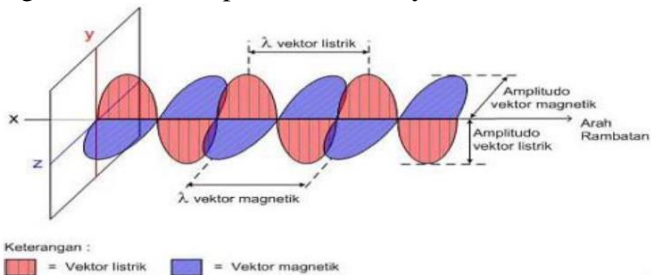 y
λ vektor listrik
Amplitudo
vektor magnetik
x
Arah
Rambatan
Amplitudo
vektor listrik
z
λ vektor magnetik
Keterangan :
= Vektor listrik
= Vektor magnetik